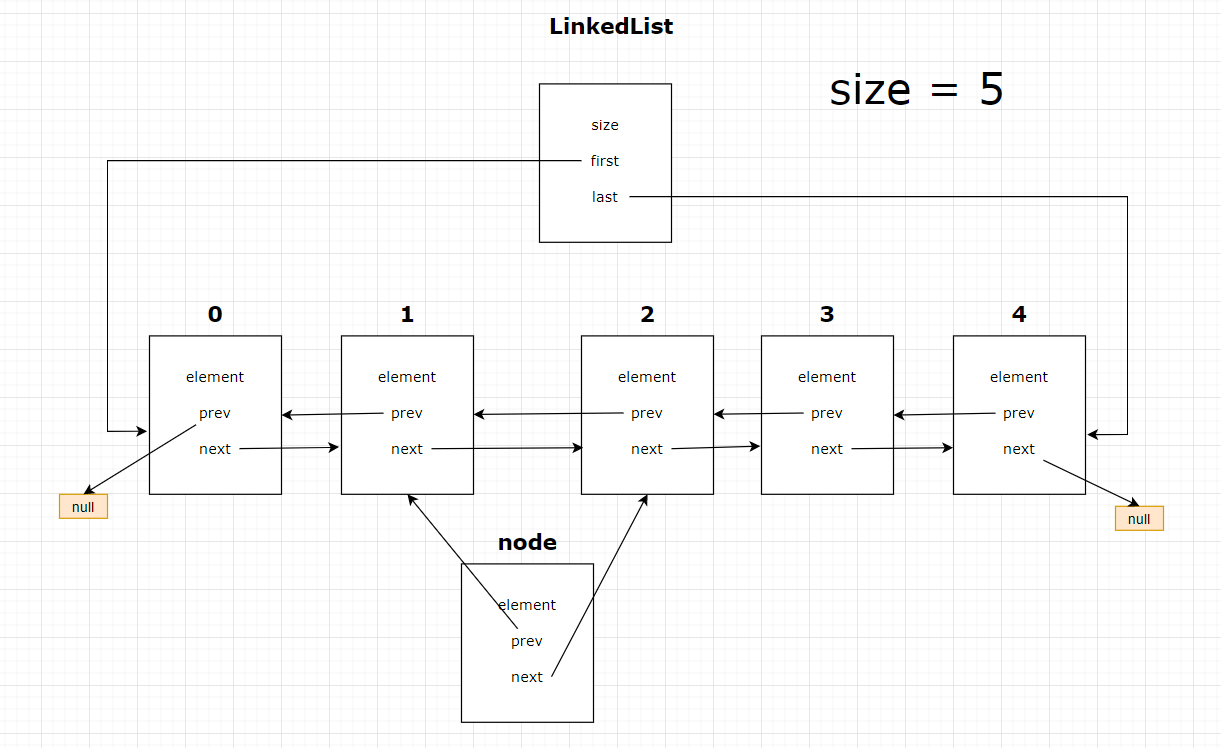 LinkedList
size = 5
size
first
last
0 1 2 3 4
element element element element element
prev prev prev prev prev
next next next next next
null
null
node
element
prev
next